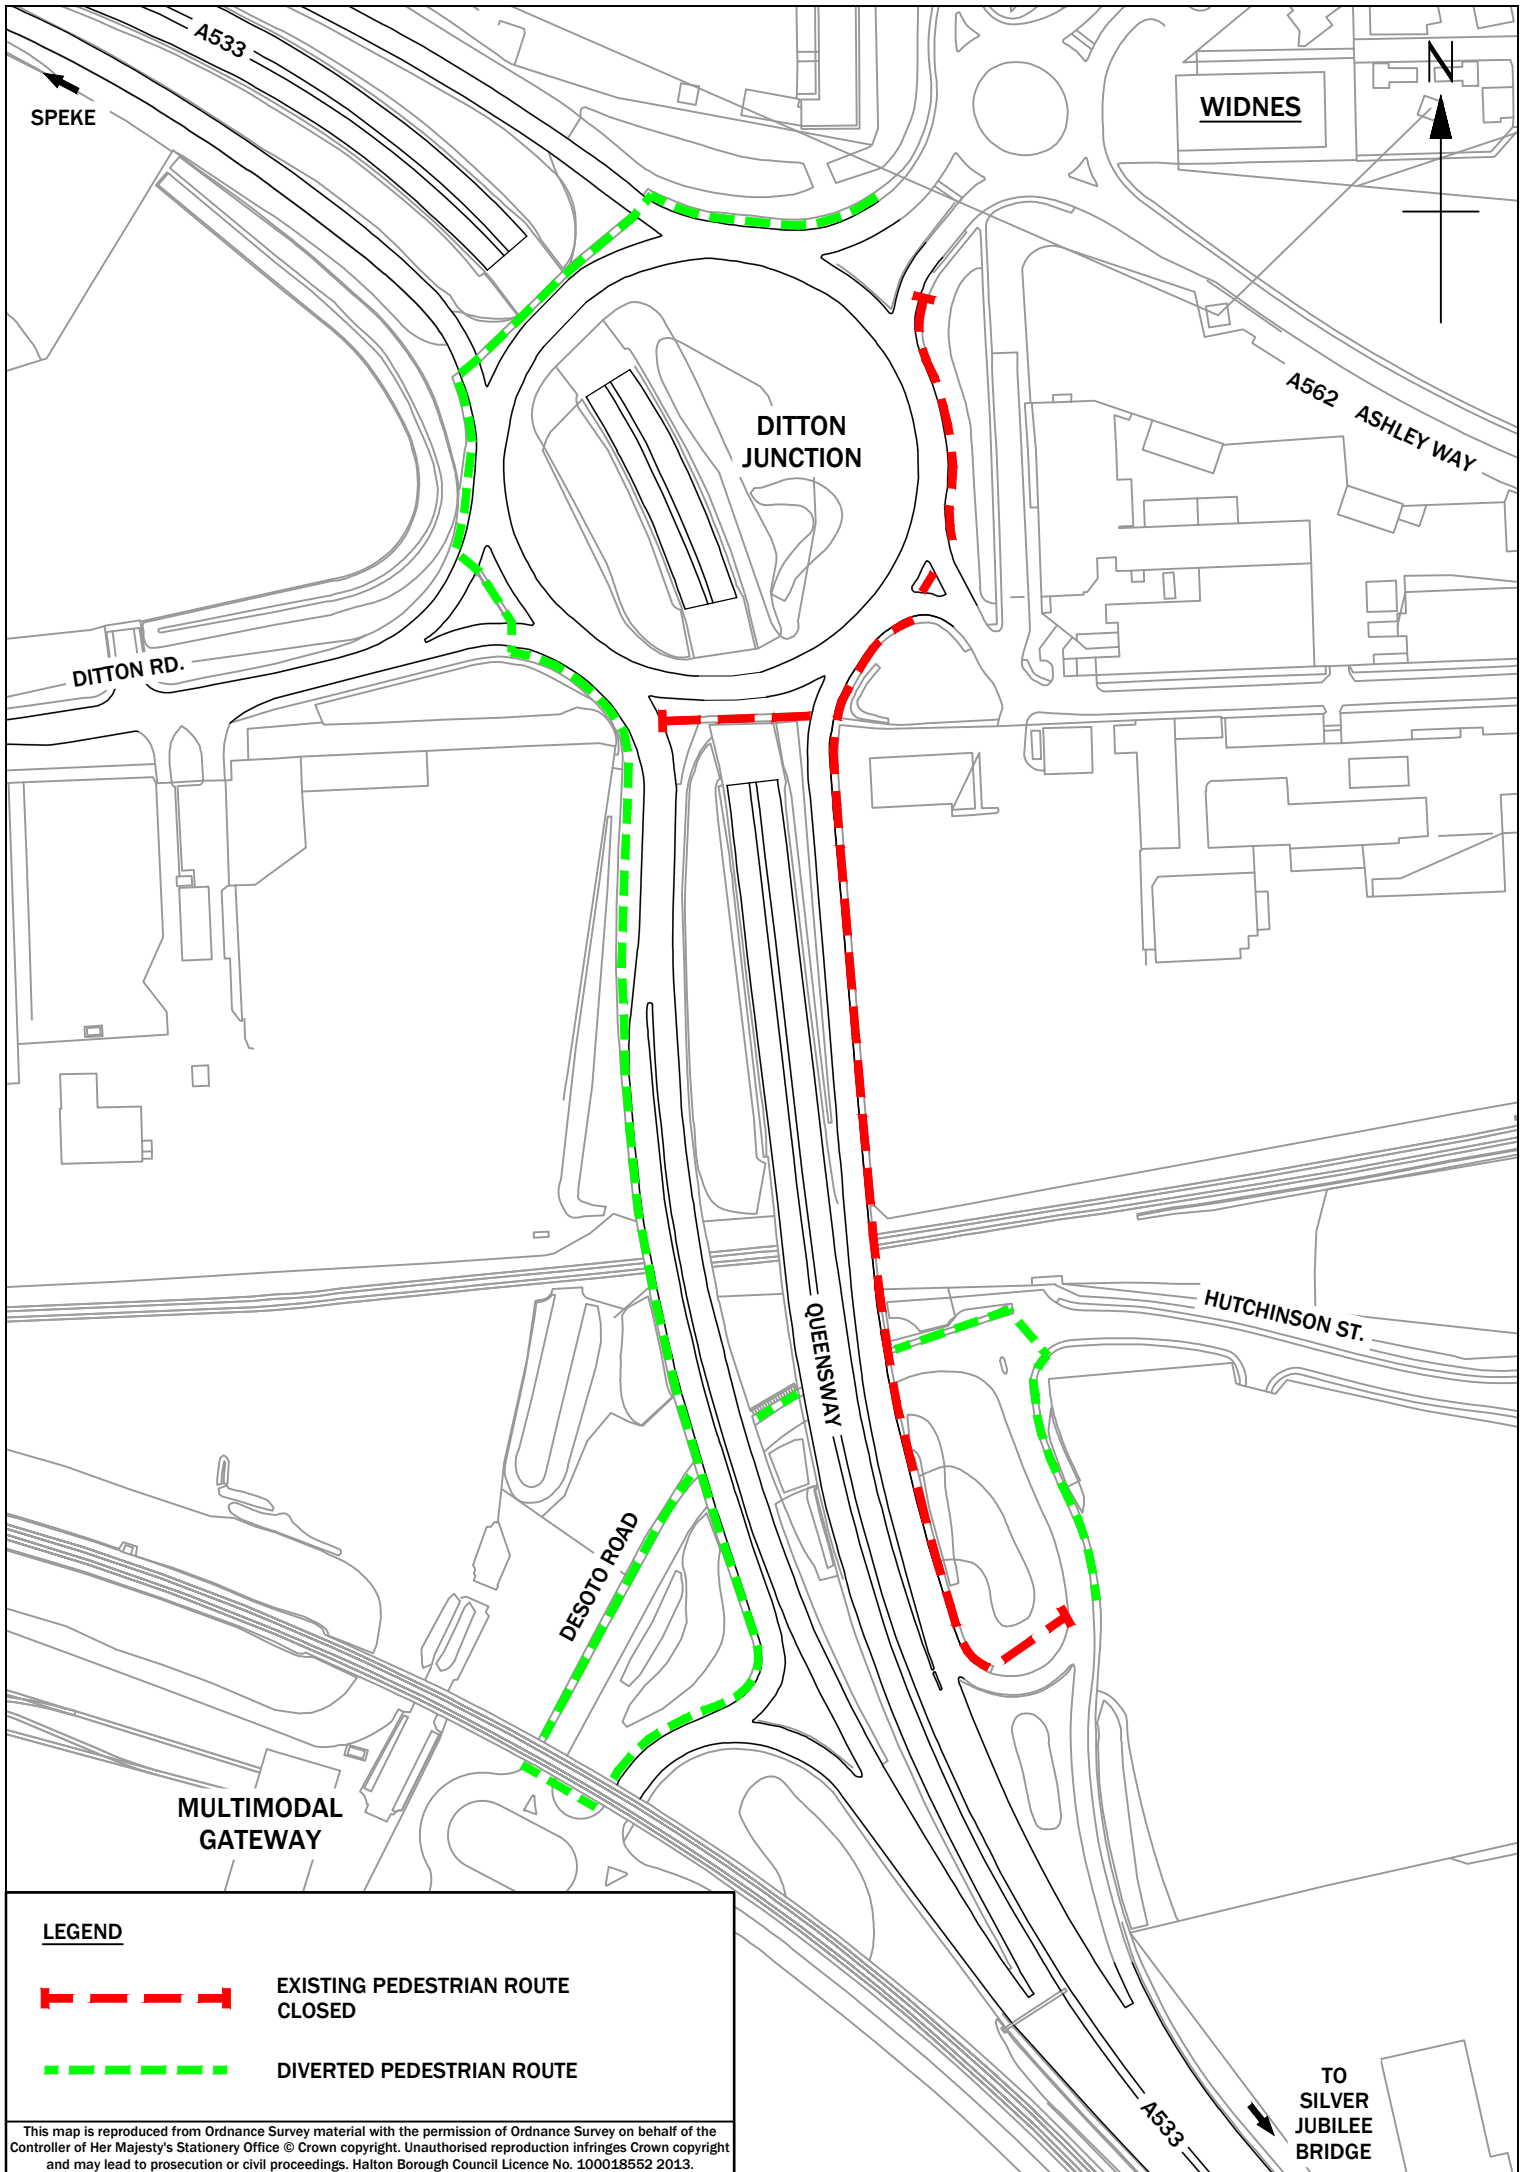 A533
SPEKE
WIDNES
N
DITTON
JUNCTION
A562 ASHLEY WAY
DITTON RD.
QUEENSWAY
HUTCHINSON ST.
DESOTO ROAD
MULTIMODAL
GATEWAY
LEGEND
EXISTING PEDESTRIAN ROUTE
CLOSED
DIVERTED PEDESTRIAN ROUTE
This map is reproduced from Ordnance Survey material with the permission of Ordnance Survey on behalf of the
Controller of Her Majesty's Stationery Office © Crown copyright. Unauthorised reproduction infringes Crown copyright
and may lead to prosecution or civil proceedings. Halton Borough Council Licence No. 100018552 2013.
A533
TO
SILVER
JUBILEE
BRIDGE